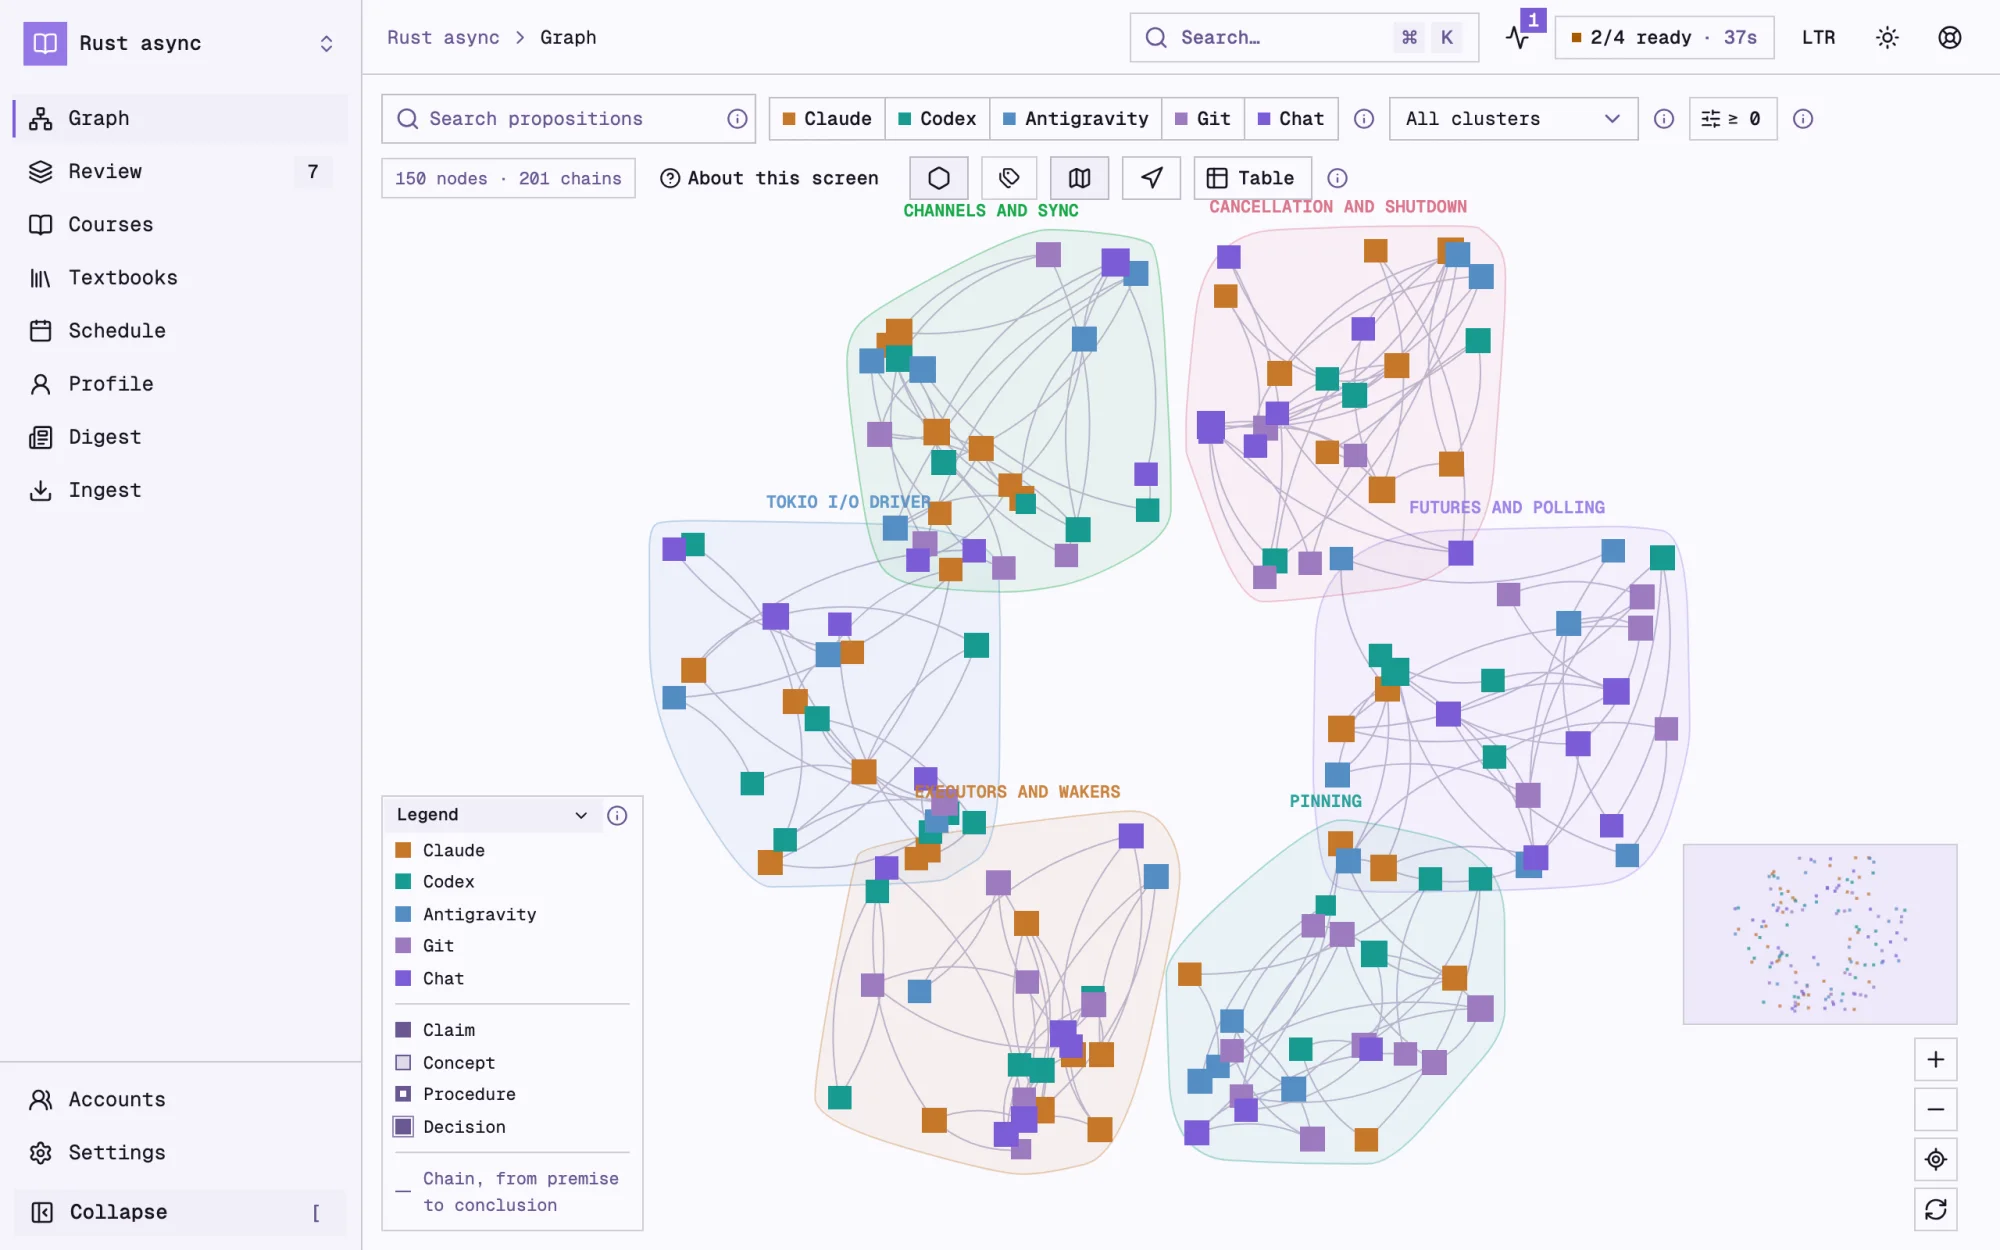 Rust async
Graph
Review 7
Courses
Textbooks
Schedule
Profile
Digest
Ingest
Accounts
Settings
Collapse [
Rust async > Graph
Search… ⌘ K
1
2/4 ready · 37s
LTR
Search propositions
Claude Codex Antigravity Git Chat
All clusters
≥ 0
150 nodes · 201 chains
About this screen
Table
CHANNELS AND SYNC
CANCELLATION AND SHUTDOWN
TOKIO I/O DRIVER
FUTURES AND POLLING
EXECUTORS AND WAKERS
PINNING
Legend
Claude
Codex
Antigravity
Git
Chat
Claim
Concept
Procedure
Decision
Chain, from premise
to conclusion